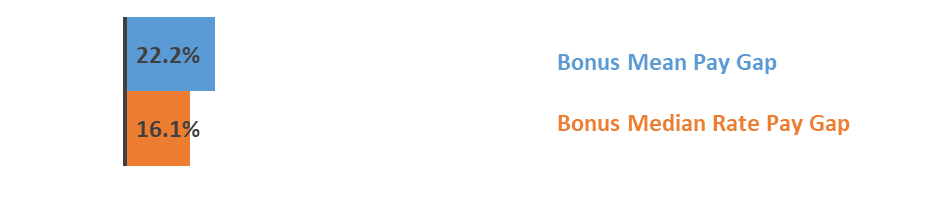 22.2%
Bonus Mean Pay Gap
16.1%
Bonus Median Rate Pay Gap